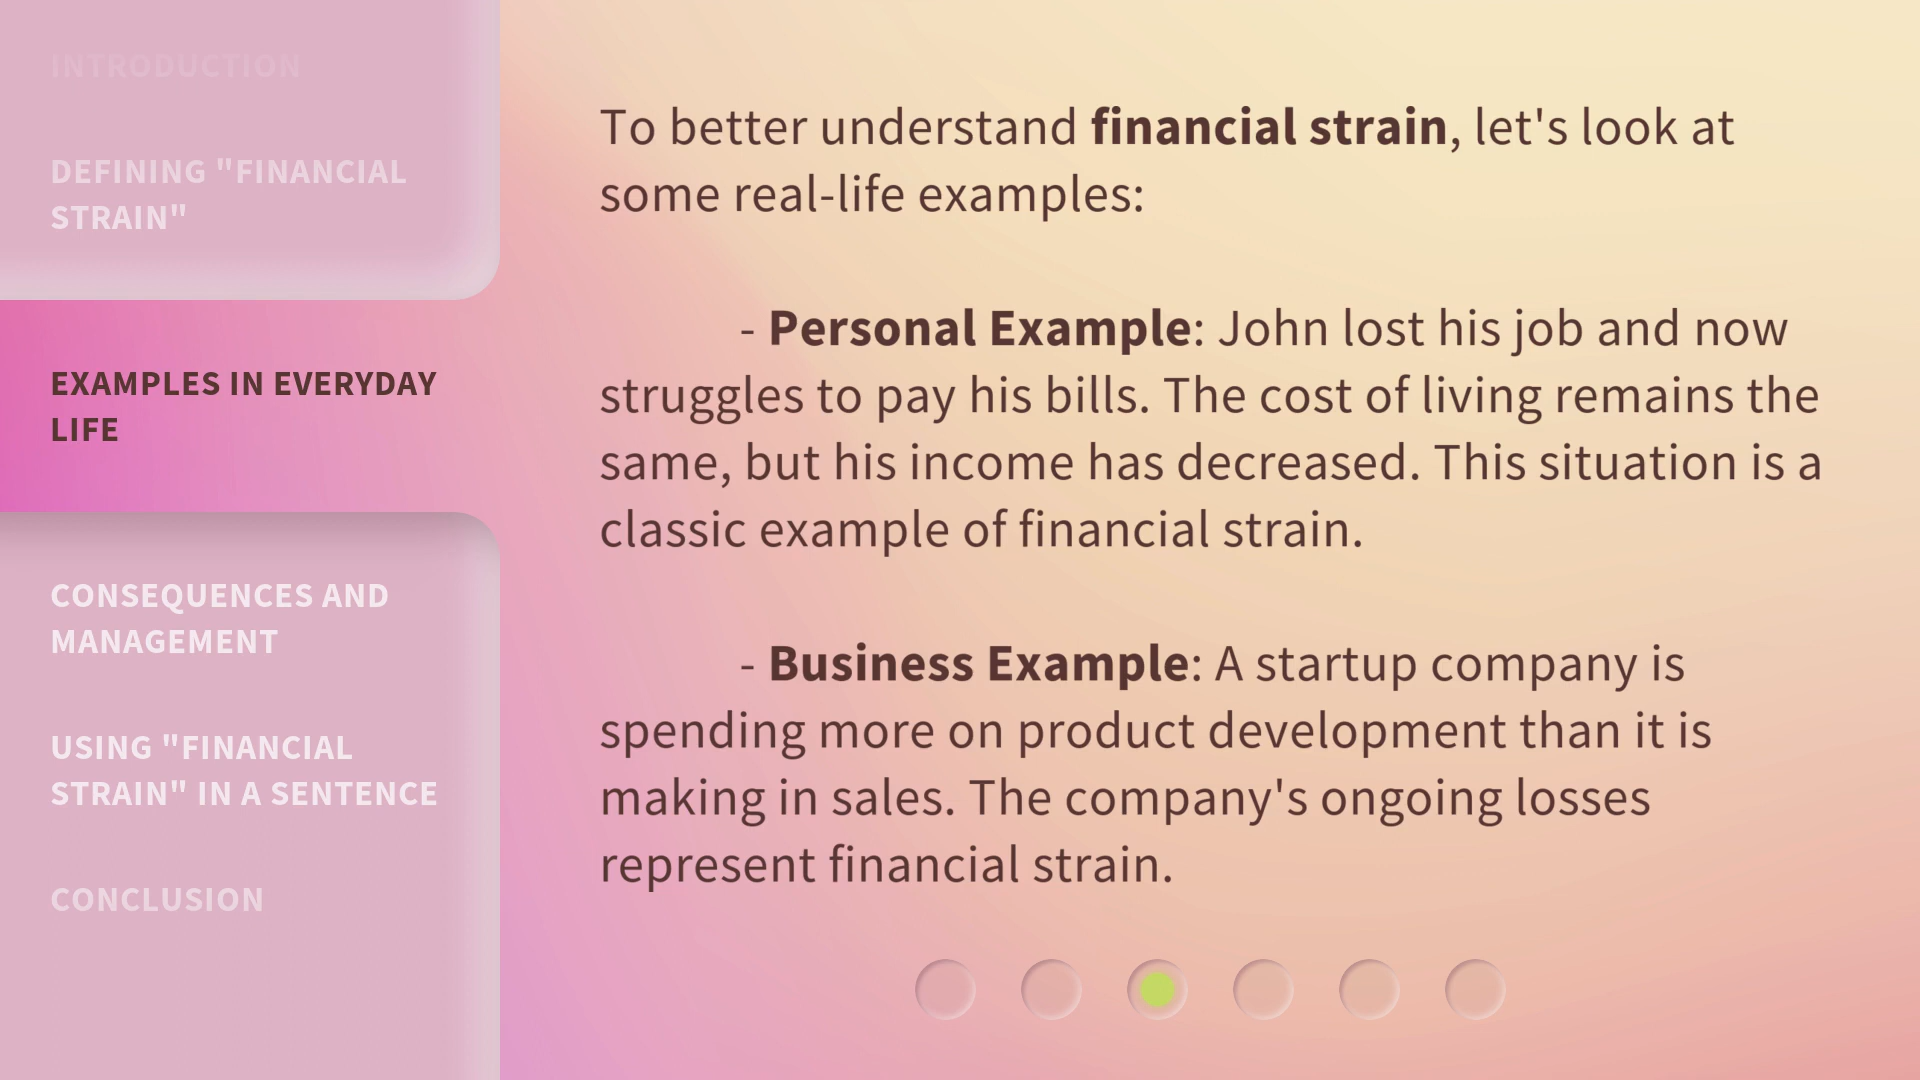 INTRODUCTION
DEFINING "FINANCIAL
STRAIN"
EXAMPLES IN EVERYDAY
LIFE
CONSEQUENCES AND
MANAGEMENT
USING "FINANCIAL
STRAIN" IN A SENTENCE
CONCLUSION
To better understand financial strain, let's look at
some real-life examples:
- Personal Example: John lost his job and now
struggles to pay his bills. The cost of living remains the
same, but his income has decreased. This situation is a
classic example of financial strain.
- Business Example: A startup company is
spending more on product development than it is
making in sales. The company's ongoing losses
represent financial strain.